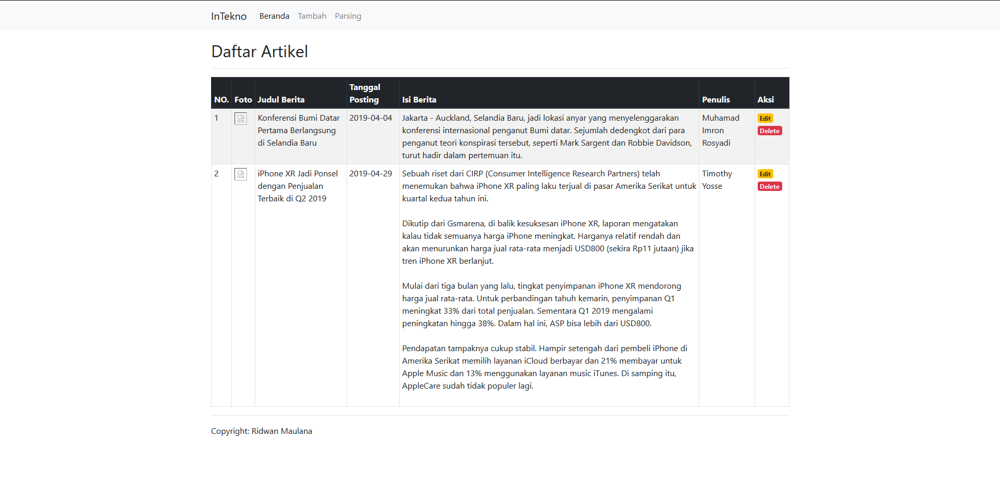 InTekno Beranda Tambah Parsing
Daftar Artikel
NO. Foto Judul Berita Tanggal Posting Isi Berita Penulis Aksi
1
Konferensi Bumi Datar
Pertama Berlangsung
di Selandia Baru
2019-04-04
Jakarta - Auckland, Selandia Baru, jadi lokasi anyar yang menyelenggarakan
konferensi internasional penganut Bumi datar. Sejumlah dedengkot dari para
penganut teori konspirasi tersebut, seperti Mark Sargent dan Robbie Davidson,
turut hadir dalam pertemuan itu.
Muhamad
Imron
Rosyadi
Edit
Delete
2
iPhone XR Jadi Ponsel
dengan Penjualan
Terbaik di Q2 2019
2019-04-29
Sebuah riset dari CIRP (Consumer Intelligence Research Partners) telah
menemukan bahwa iPhone XR paling laku terjual di pasar Amerika Serikat untuk
kuartal kedua tahun ini.
Dikutip dari Gsmarena, di balik kesuksesan iPhone XR, laporan mengatakan
kalau tidak semuanya harga iPhone meningkat. Harganya relatif rendah dan
akan menurunkan harga jual rata-rata menjadi USD800 (sekira Rp11 jutaan) jika
tren iPhone XR berlanjut.
Mulai dari tiga bulan yang lalu, tingkat penyimpanan iPhone XR mendorong
harga jual rata-rata. Untuk perbandingan tahuh kemarin, penyimpanan Q1
meningkat 33% dari total penjualan. Sementara Q1 2019 mengalami
peningkatan hingga 38%. Dalam hal ini, ASP bisa lebih dari USD800.
Pendapatan tampaknya cukup stabil. Hampir setengah dari pembeli iPhone di
Amerika Serikat memilih layanan iCloud berbayar dan 21% membayar untuk
Apple Music dan 13% menggunakan layanan music iTunes. Di samping itu,
AppleCare sudah tidak populer lagi.
Timothy
Yosse
Edit
Delete
Copyright: Ridwan Maulana